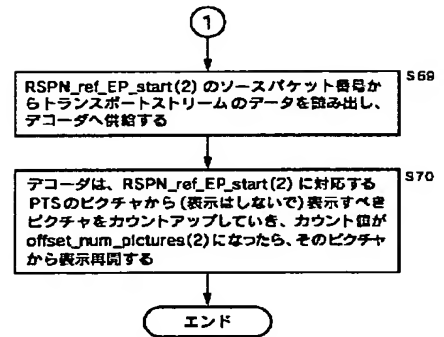 1
S69
RSPN_ref_EP_start(2) のソースパケット番号か
らトランスポートストリームのデータを読み出し、
デコーダへ供給する
S70
デコーダは、RSPN_ref_EP_start(2) に対応する
PTSのピクチャから(表示はしないで)表示すべき
ピクチャをカウントアップしていき、カウント値が
offset_num_pictures(2)になったら、そのピクチャ
から表示再開する
エンド